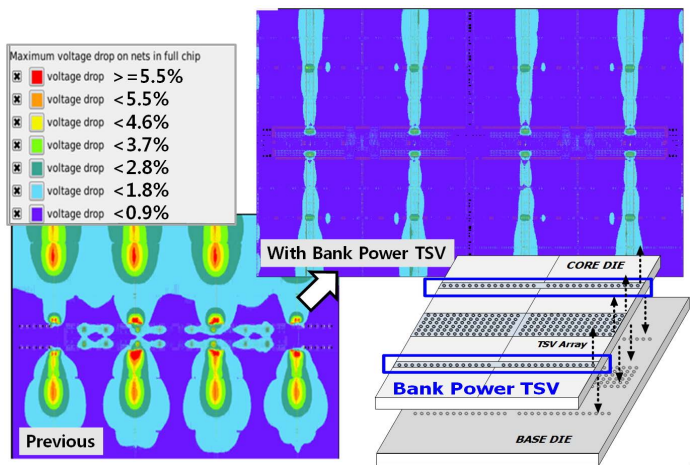 Maximum voltage drop on nets in full chip
voltage drop >=5.5%
voltage drop <5.5%
voltage drop <4.6%
voltage drop <3.7%
voltage drop <2.8%
voltage drop <1.8%
voltage drop <0.9%
With Bank Power TSV
Previous
CORE DIE
TSV Array
Bank Power TSV
BASE DIE